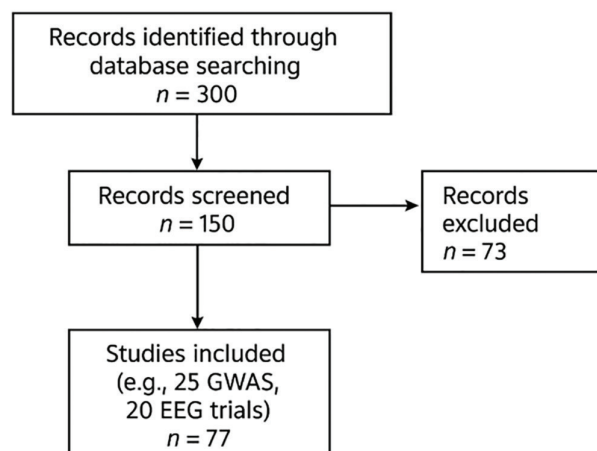 Records identified through
database searching
n = 300
Records screened
n = 150
Records
excluded
n = 73
Studies included
(e.g., 25 GWAS,
20 EEG trials)
n = 77